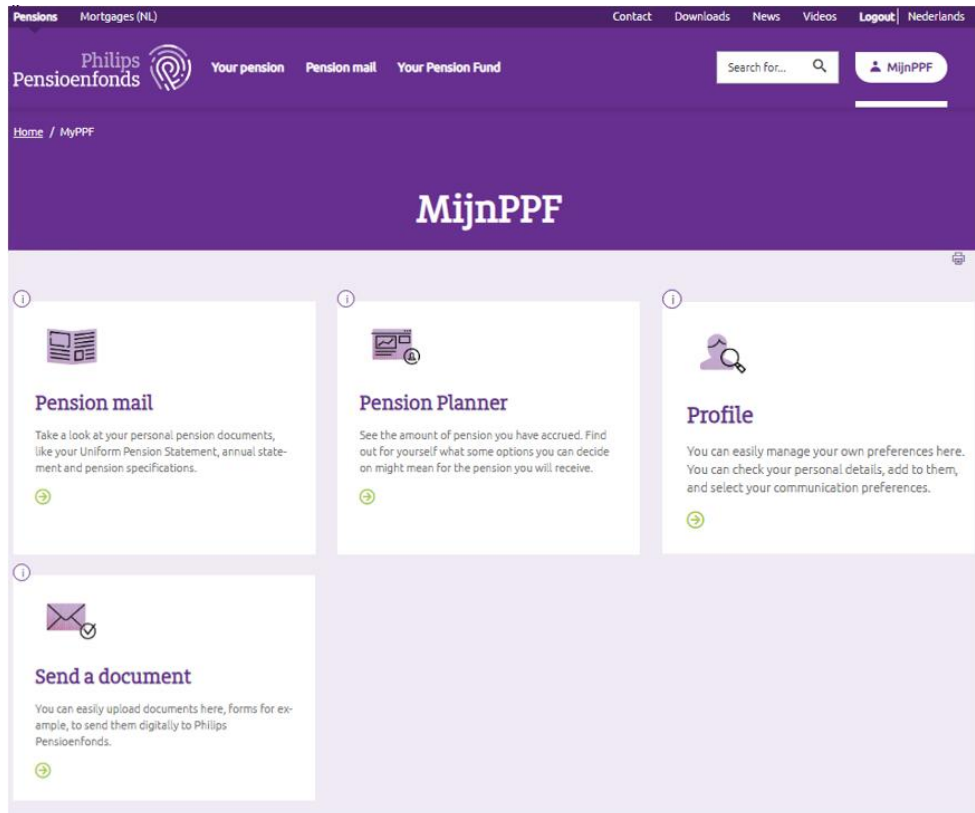 Pensions Mortgages (NL) Contact Downloads News Videos Logout Nederlands
Philips
Pensioenfonds
Your pension Pension mail Your Pension Fund
Search for...
MijnPPF
Home / MyPPF
MijnPPF
Pension mail
Take a look at your personal pension documents,
like your Uniform Pension Statement, annual state-
ment and pension specifications.
Pension Planner
See the amount of pension you have accrued. Find
out for yourself what some options you can decide
on might mean for the pension you will receive.
Profile
You can easily manage your own preferences here.
You can check your personal details, add to them,
and select your communication preferences.
Send a document
You can easily upload documents here, forms for ex-
ample, to send them digitally to Philips
Pensioenfonds.